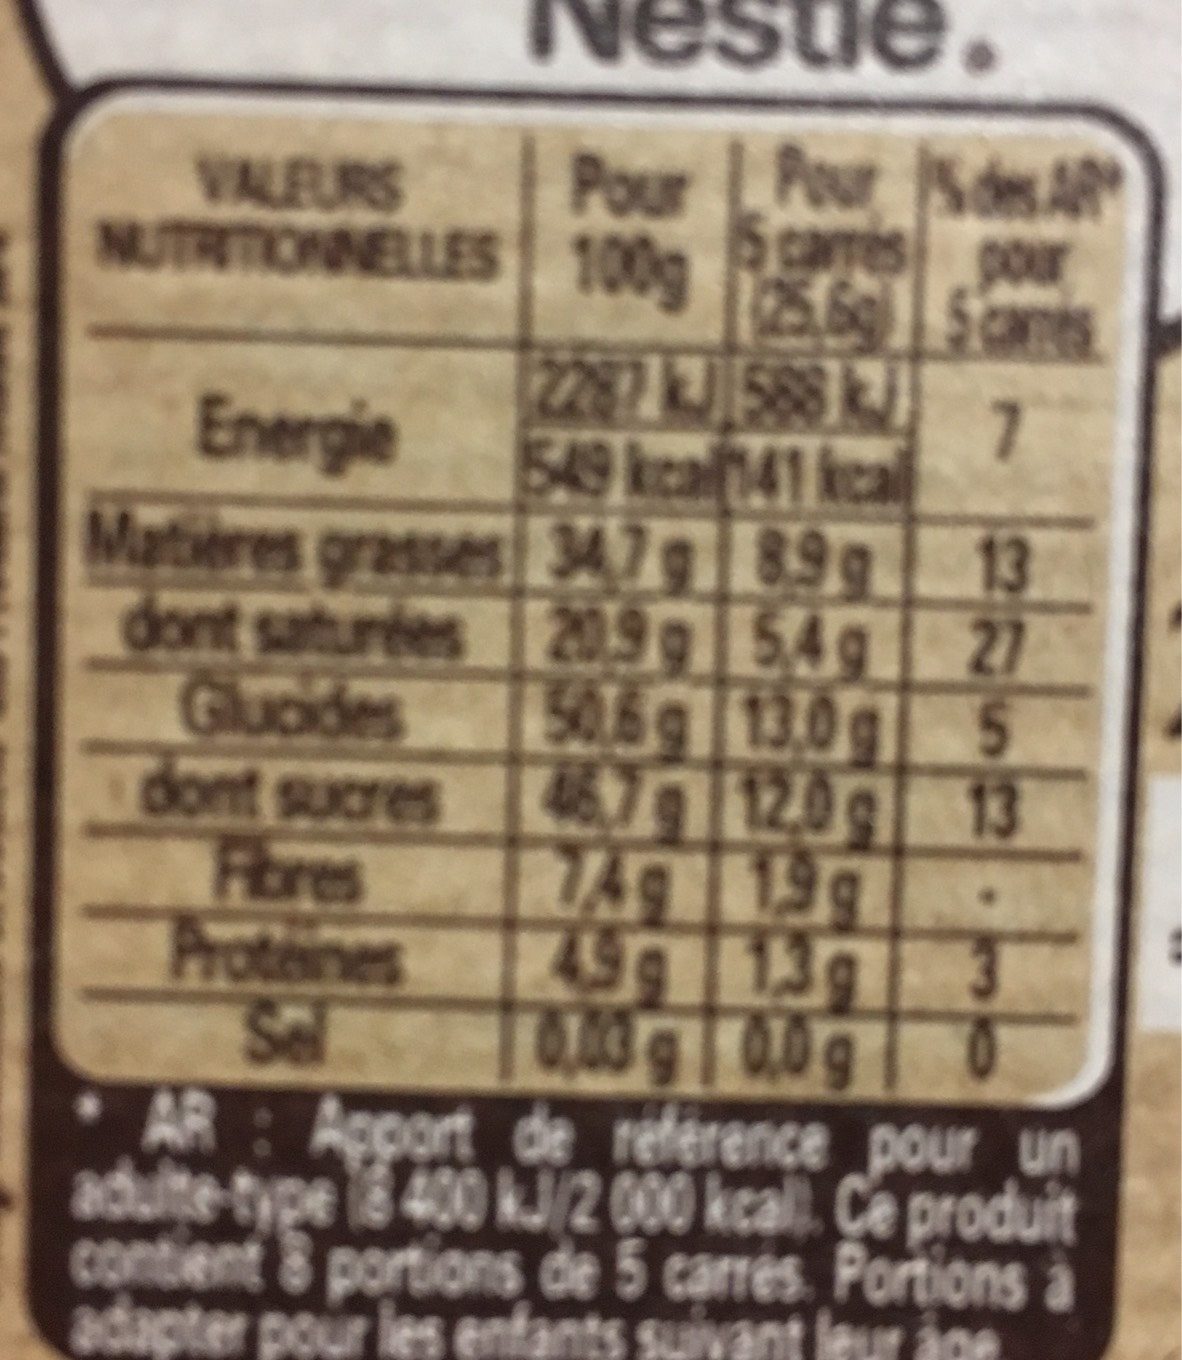 Nestlé.
VALEURS NUTRITIONNELLES | Pour 100g | Pour 5 carrés (25,6g) | % des AR* pour 5 carrés
Energie | 2287 kJ | 588 kJ | 7
549 kcal | 141 kcal
Matières grasses | 34,7 g | 8,9 g | 13
dont saturées | 20,9 g | 5,4 g | 27
Glucides | 50,6 g | 13,0 g | 5
dont sucres | 46,7 g | 12,0 g | 13
Fibres | 7,4 g | 1,9 g | -
Protéines | 4,9 g | 1,3 g | 3
Sel | 0,03 g | 0,0 g | 0
* AR : Apport de référence pour un
adulte-type (8 400 kJ/2 000 kcal). Ce produit
contient 8 portions de 5 carrés. Portions à
adapter pour les enfants suivant leur âge